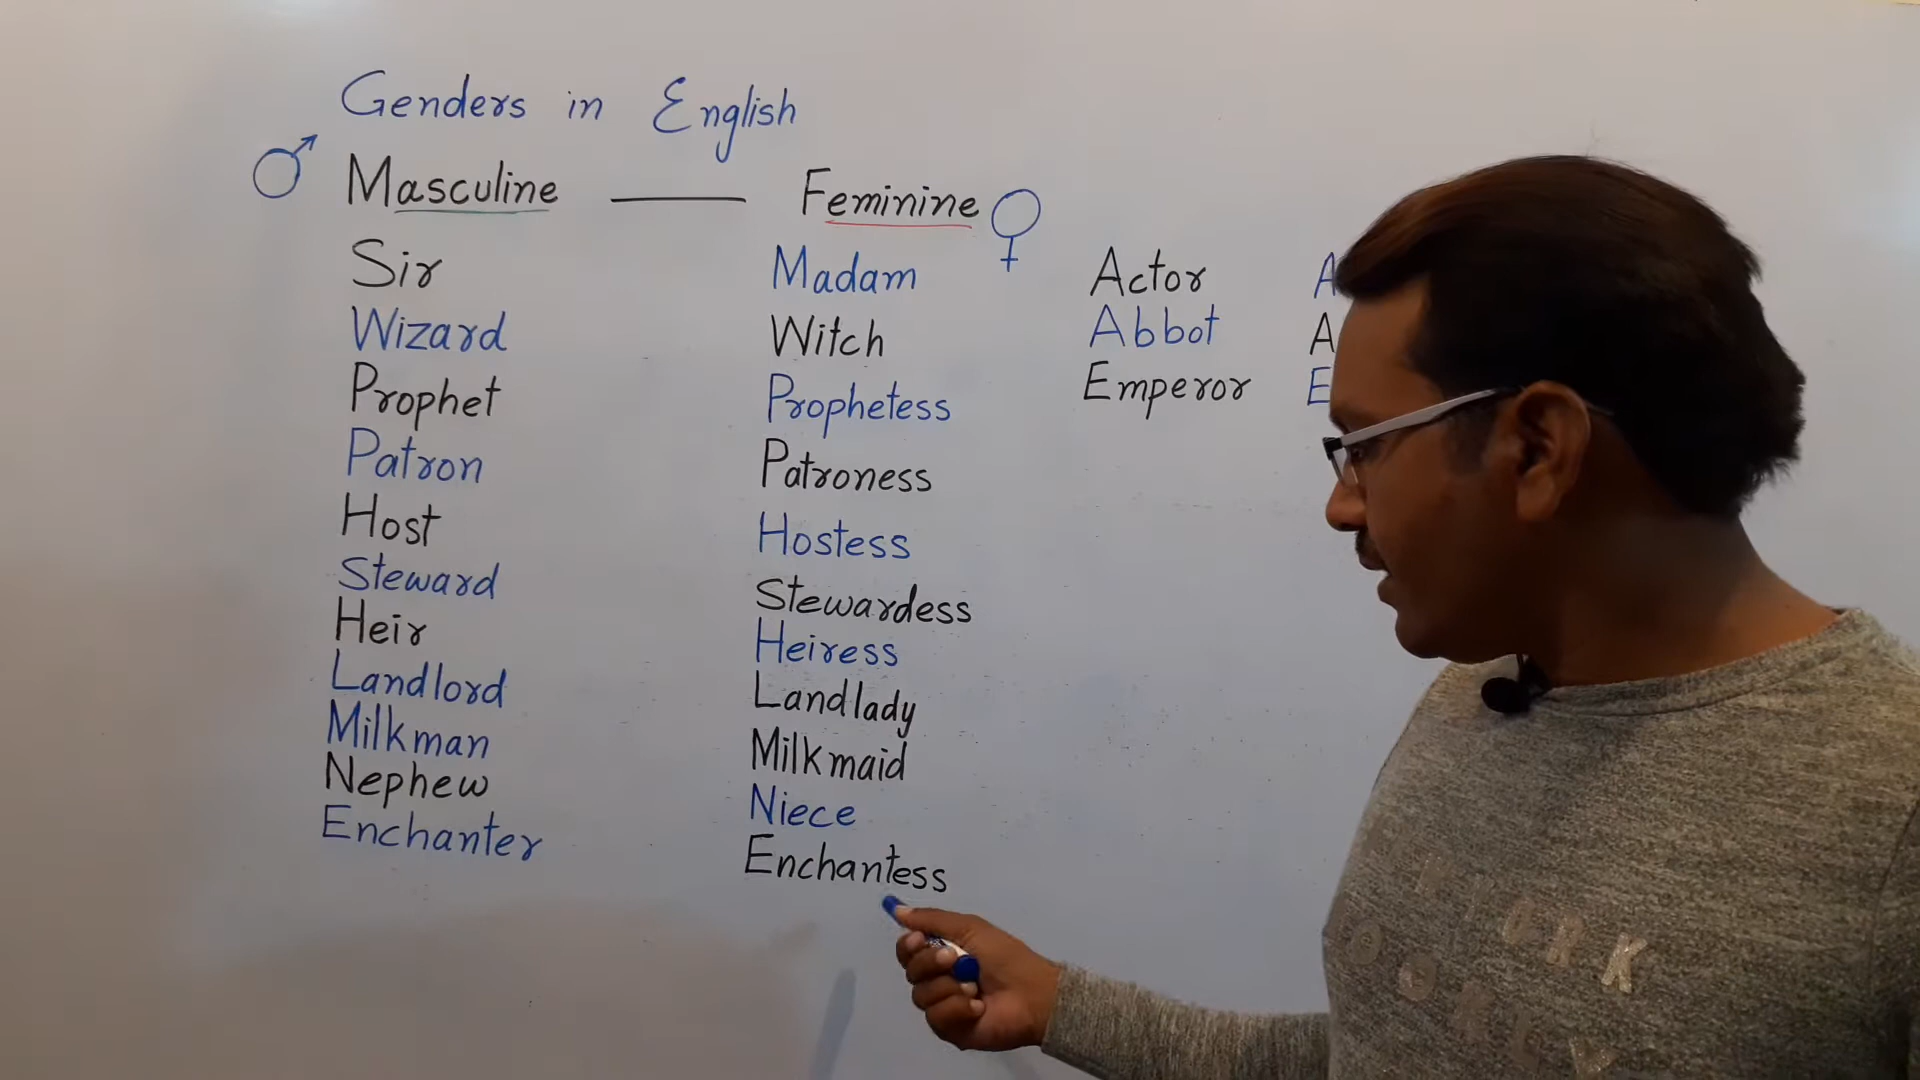 Genders in English
Masculine — Feminine
Sir Madam Actor A
Wizard Witch Abbot A
Prophet Prophetess Emperor E
Patron Patroness
Host Hostess
Steward Stewardess
Heir Heiress
Landlord Landlady
Milkman Milkmaid
Nephew Niece
Enchanter Enchantess